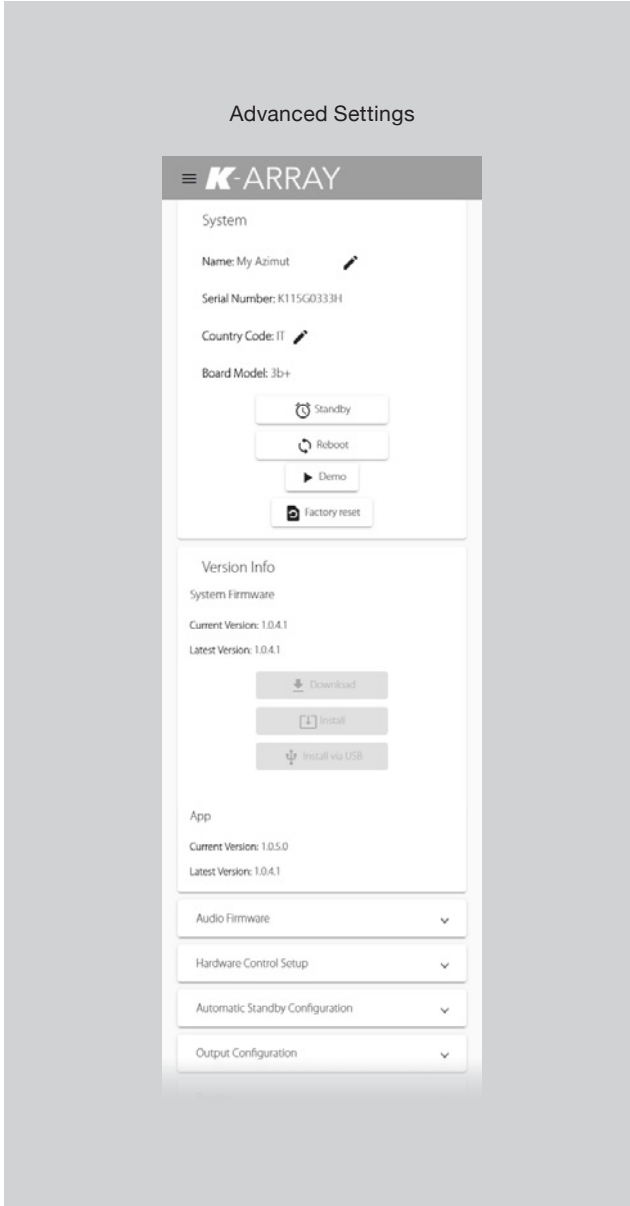 Advanced Settings
K-ARRAY
System
Name: My Azimut
Serial Number: K115G0333H
Country Code: IT
Board Model: 3b+
Standby
Reboot
Demo
Factory reset
Version Info
System Firmware
Current Version: 1.0.4.1
Latest Version: 1.0.4.1
Download
Install
Install via USB
App
Current Version: 1.0.5.0
Latest Version: 1.0.4.1
Audio Firmware
Hardware Control Setup
Automatic Standby Configuration
Output Configuration